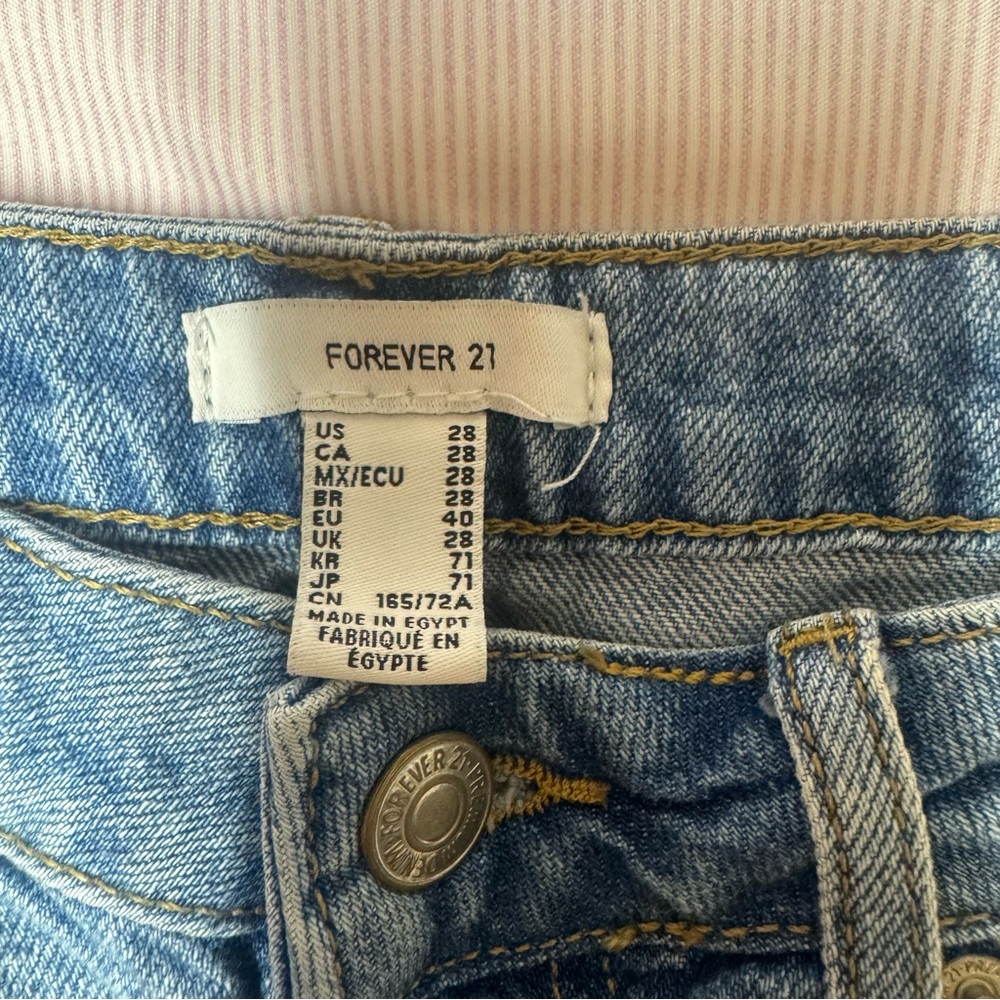 FOREVER 21
US 28
CA 28
MX/ECU 28
BR 28
EU 40
UK 28
KR 71
JP 71
CN 165/72A
MADE IN EGYPT
FABRIQUÉ EN
ÉGYPTE
FOREVER 21
DENIM